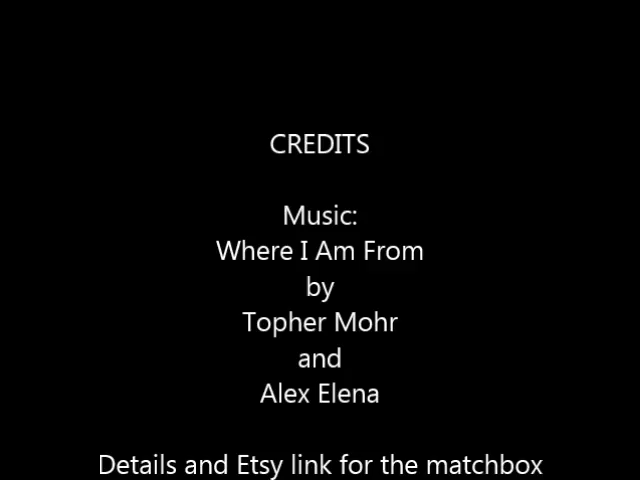 CREDITS
Music:
Where I Am From
by
Topher Mohr
and
Alex Elena
Details and Etsy link for the matchbox